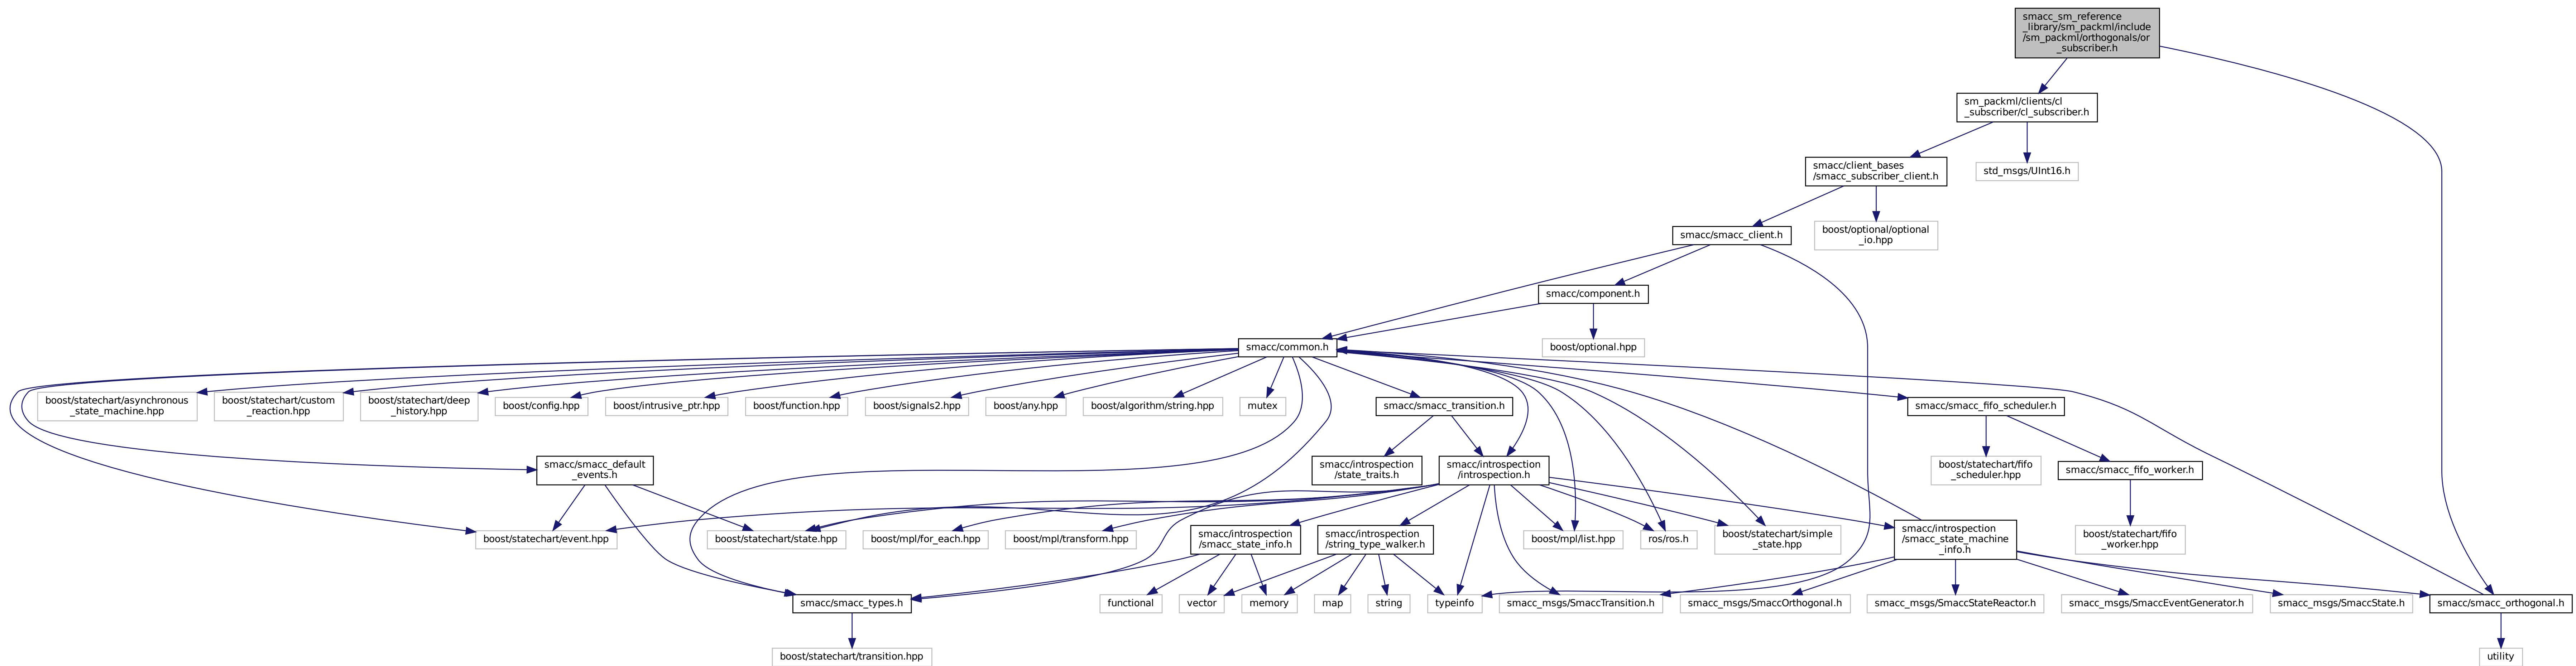 smacc_sm_reference
_library/sm_packml/include
/sm_packml/orthogonals/or
_subscriber.h
sm_packml/clients/cl
_subscriber/cl_subscriber.h
smacc/client_bases
/smacc_subscriber_client.h
std_msgs/UInt16.h
smacc/smacc_client.h
boost/optional/optional
_io.hpp
smacc/component.h
smacc/common.h
boost/optional.hpp
boost/statechart/asynchronous
_state_machine.hpp
boost/statechart/custom
_reaction.hpp
boost/statechart/deep
_history.hpp
boost/config.hpp
boost/intrusive_ptr.hpp
boost/function.hpp
boost/signals2.hpp
boost/any.hpp
boost/algorithm/string.hpp
mutex
smacc/smacc_transition.h
smacc/smacc_fifo_scheduler.h
smacc/smacc_default
_events.h
smacc/introspection
/state_traits.h
smacc/introspection
/introspection.h
boost/statechart/fifo
_scheduler.hpp
smacc/smacc_fifo_worker.h
boost/statechart/event.hpp
boost/statechart/state.hpp
boost/mpl/for_each.hpp
boost/mpl/transform.hpp
smacc/introspection
/smacc_state_info.h
smacc/introspection
/string_type_walker.h
boost/mpl/list.hpp
ros/ros.h
boost/statechart/simple
_state.hpp
smacc/introspection
/smacc_state_machine
_info.h
boost/statechart/fifo
_worker.hpp
smacc/smacc_types.h
functional
vector
memory
map
string
typeinfo
smacc_msgs/SmaccTransition.h
smacc_msgs/SmaccOrthogonal.h
smacc_msgs/SmaccStateReactor.h
smacc_msgs/SmaccEventGenerator.h
smacc_msgs/SmaccState.h
smacc/smacc_orthogonal.h
boost/statechart/transition.hpp
utility